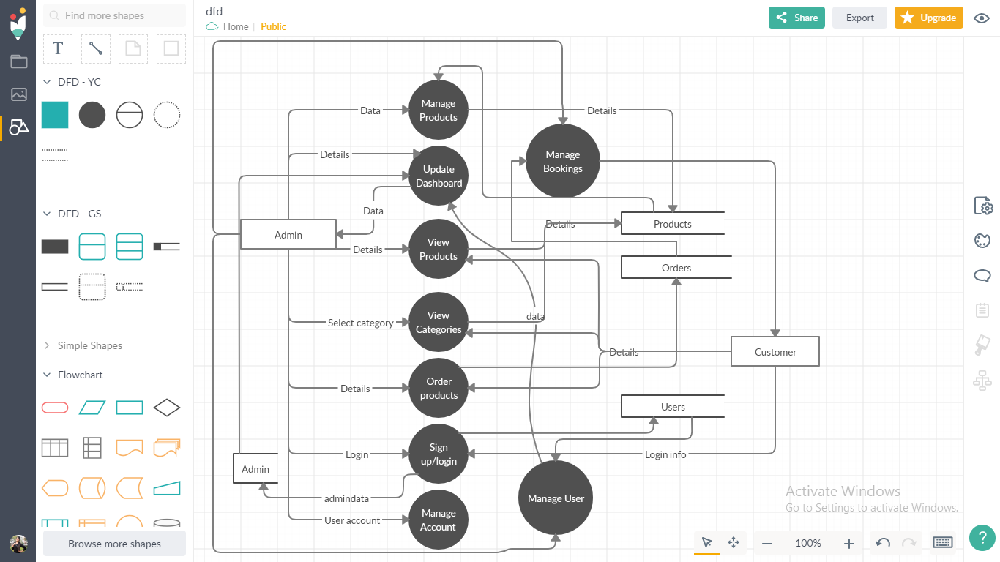 dfd
Home | Public
Share
Export
Upgrade
Find more shapes
T
DFD - YC
DFD - GS
Simple Shapes
Flowchart
Browse more shapes
Manage
Products
Data
Details
Details
Update
Dashboard
Manage
Bookings
Data
Admin
Details
View
Products
Details
Products
Orders
Select category
View
Categories
data
Details
Customer
Details
Order
products
Users
Login
Sign
up/login
Login info
Admin
admindata
User account
Manage
Account
Manage User
Activate Windows
Go to Settings to activate Windows.
100%
?